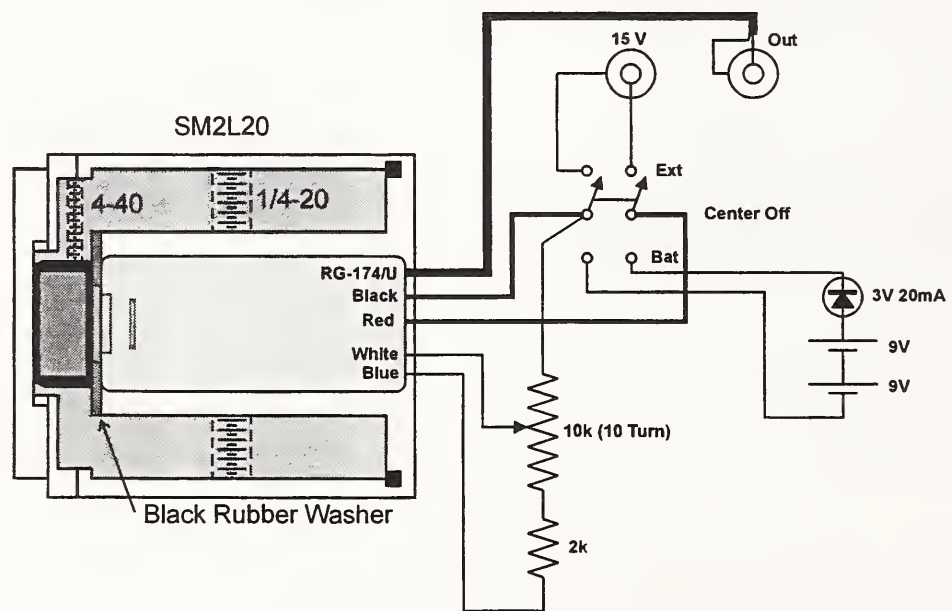 15 V
Out
SM2L20
4-40
1/4-20
Ext
Center Off
RG-174/U
Bat
Black
3V 20mA
Red
9V
White
Blue
9V
10k (10 Turn)
Black Rubber Washer
2k